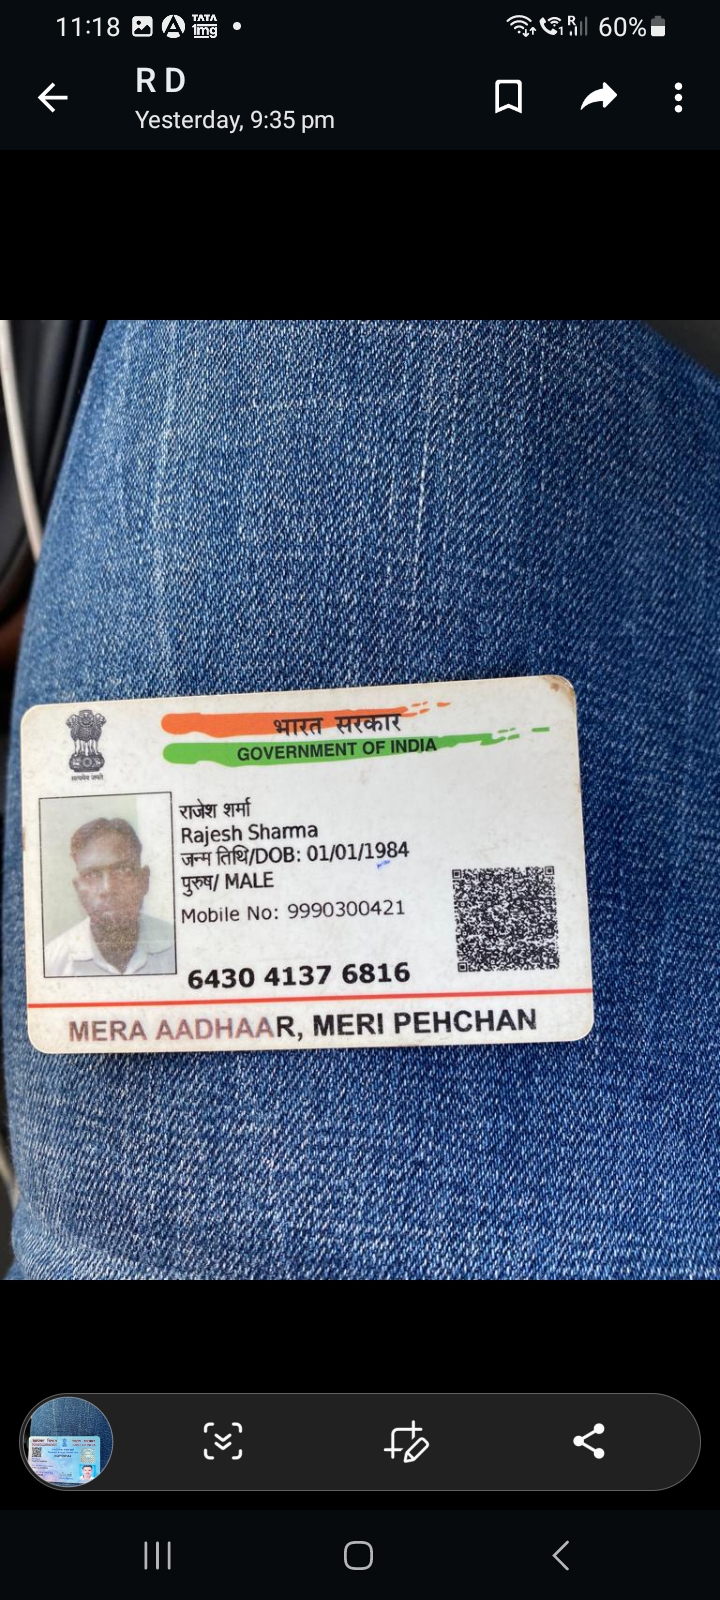 11:18
TATA
1mg
60%
R D
Yesterday, 9:35 pm
भारत सरकार
GOVERNMENT OF INDIA
सत्यमेव जयते
राजेश शर्मा
Rajesh Sharma
जन्म तिथि/DOB: 01/01/1984
पुरुष/ MALE
Mobile No: 9990300421
6430 4137 6816
MERA AADHAAR, MERI PEHCHAN